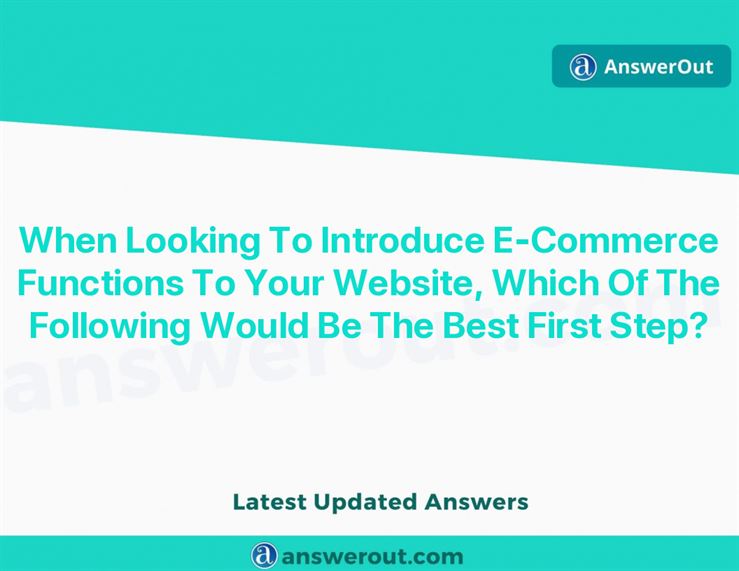 AnswerOut
When Looking To Introduce E-Commerce
Functions To Your Website, Which Of The
Following Would Be The Best First Step?
answerout.com
Latest Updated Answers
answerout.com